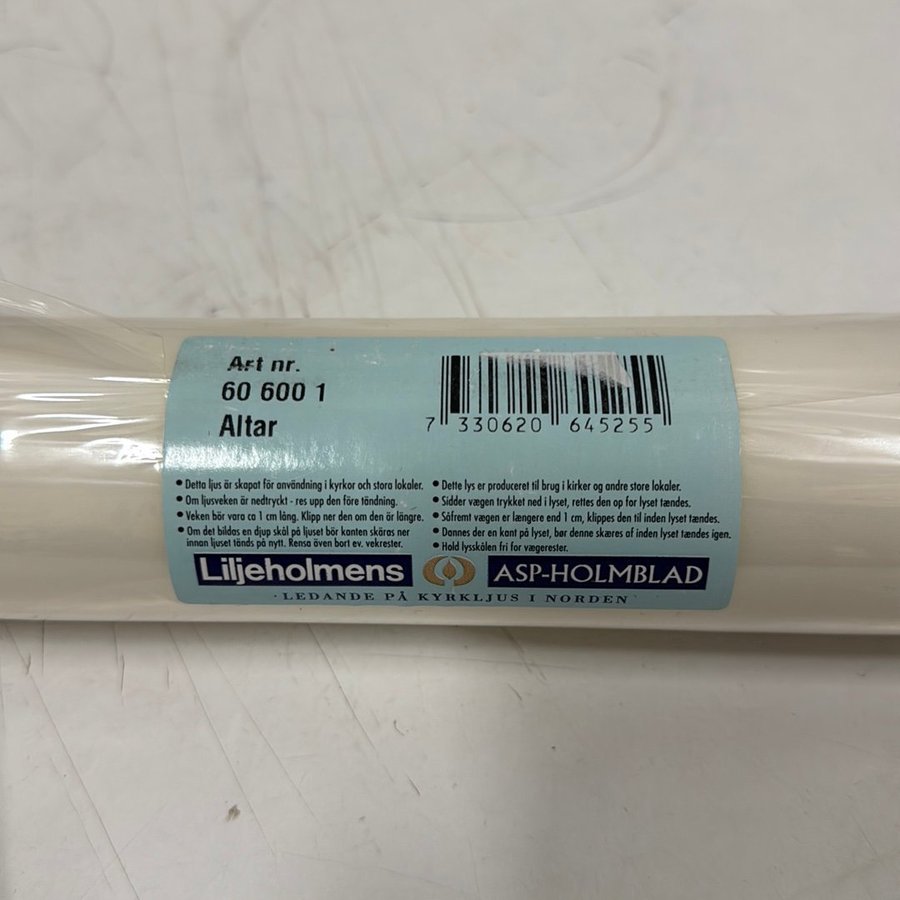 Art nr.
60 600 1
Altar
7 330620 645255
• Detta ljus är skapat för användning i kyrkor och stora lokaler.
• Om ljusveken är nedtryckt - res upp den före tändning.
• Veken bör vara ca 1 cm lång. Klipp ner den om den är längre.
• Om det bildas en djup skål på ljuset bör kanten skäras ner
innan ljuset tänds på nytt. Rensa även bort ev. vekrester.
• Dette lys er produceret til brug i kirker og andre store lokaler.
• Sidder vægen trykket ned i lyset, rettes den op før lyset tændes.
• Såfremt vægen er længere end 1 cm, klippes den til inden lyset tændes.
• Dannes der en kant på lyset, bør denne skæres af inden lyset tændes igen.
• Hold lysskålen fri for vægerester.
Liljeholmens
ASP-HOLMBLAD
· LEDANDE PÅ KYRKLJUS I NORDEN ·